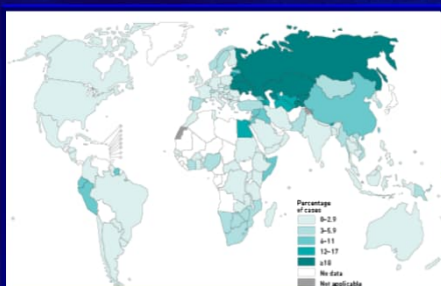 Percentage
of cases
0–2.9
3–5.9
6–11
12–17
≥18
No data
Not applicable